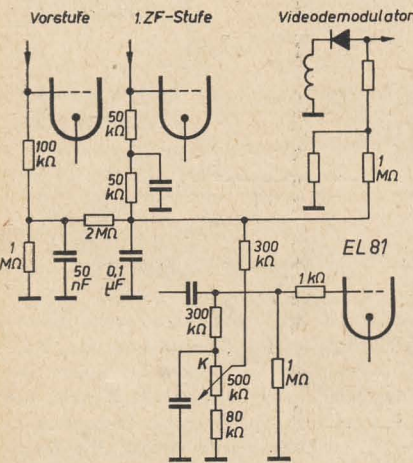 Vorstufe
1. ZF-Stufe
Videodemodulator
50
kΩ
100
kΩ
50
kΩ
1
MΩ
2MΩ
1
MΩ
50
nF
0,1
µF
300
kΩ
EL 81
1 kΩ
300
kΩ
K
500
kΩ
1
MΩ
80
kΩ